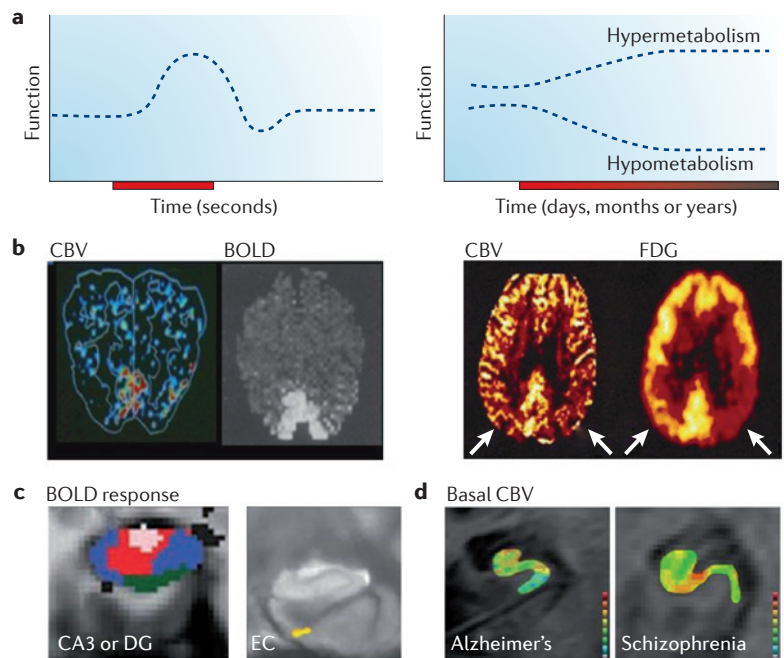 a
Function
Time (seconds)
Function
Hypermetabolism
Hypometabolism
Time (days, months or years)
b
CBV
BOLD
CBV
FDG
c
BOLD response
CA3 or DG
EC
d
Basal CBV
Alzheimer's
Schizophrenia